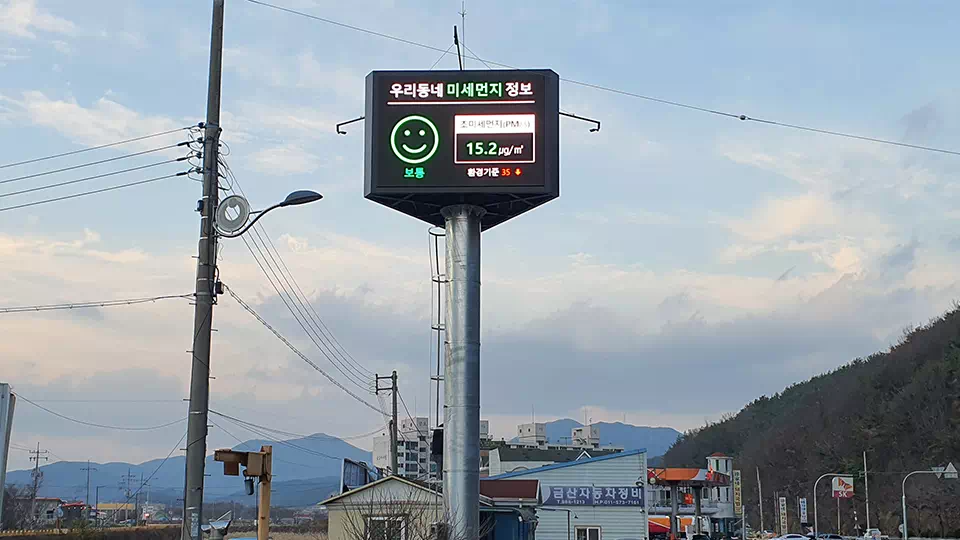 우리동네 미세먼지 정보
초미세먼지(PM2.5)
15.2㎍/㎥
보통
환경기준 35
금산자동차정비
SK